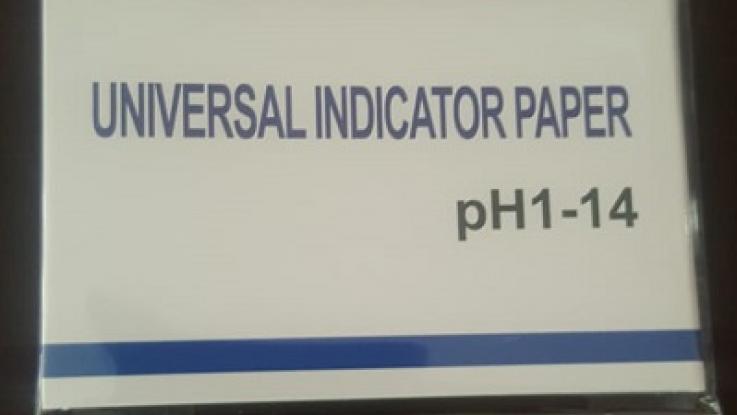 UNIVERSAL INDICATOR PAPER
pH1-14